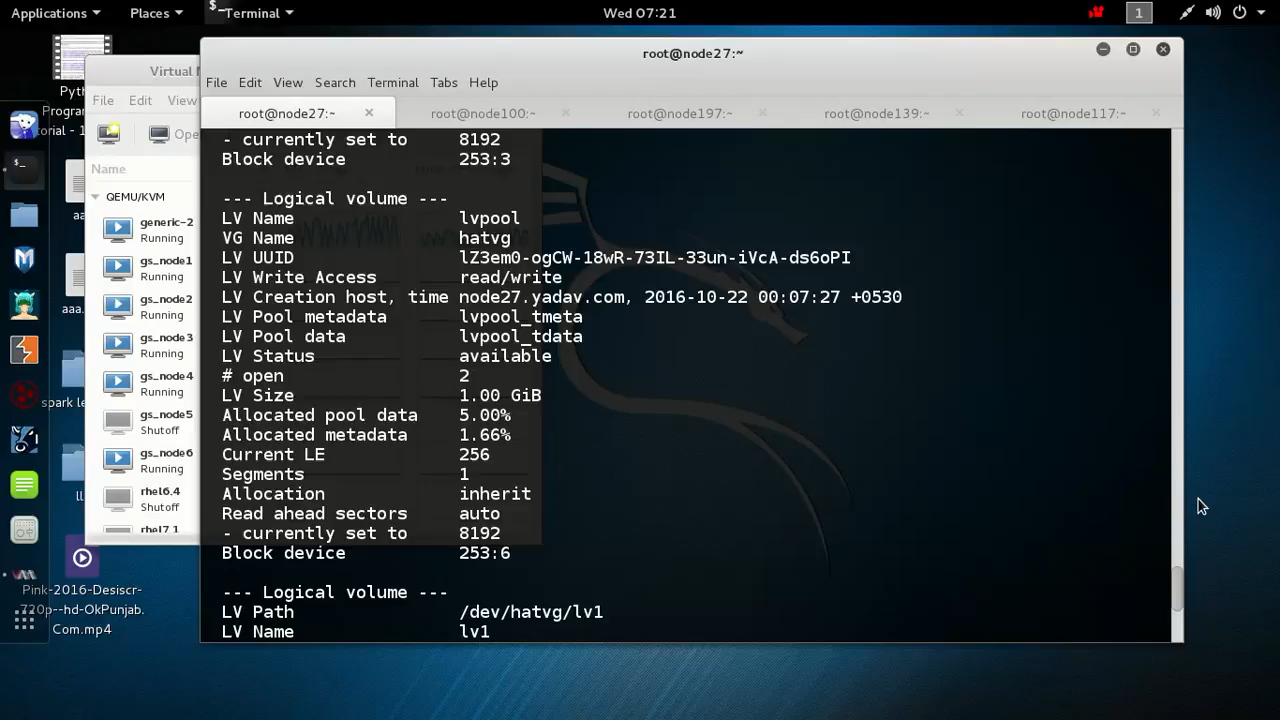 Applications Places Terminal Wed 07:21 1
root@node27:~
File Edit View Search Terminal Tabs Help
root@node27:~ root@node100:~ root@node197:~ root@node139:~ root@node117:~
- currently set to 8192
Block device 253:3
--- Logical volume ---
LV Name lvpool
VG Name hatvg
LV UUID lZ3em0-ogCW-18wR-73IL-33un-iVcA-ds6oPI
LV Write Access read/write
LV Creation host, time node27.yadav.com, 2016-10-22 00:07:27 +0530
LV Pool metadata lvpool_tmeta
LV Pool data lvpool_tdata
LV Status available
# open 2
LV Size 1.00 GiB
Allocated pool data 5.00%
Allocated metadata 1.66%
Current LE 256
Segments 1
Allocation inherit
Read ahead sectors auto
- currently set to 8192
Block device 253:6
--- Logical volume ---
LV Path /dev/hatvg/lv1
LV Name lv1
Virtual
File Edit View
Name
QEMU/KVM
generic-2
Running
gs_node1
Running
gs_node2
Running
gs_node3
Running
gs_node4
Running
gs_node5
Shutoff
gs_node6
Running
rhel6.4
Shutoff
rhel7.1
Pink-2016-Desiscr-
720p--hd-OkPunjab.
Com.mp4